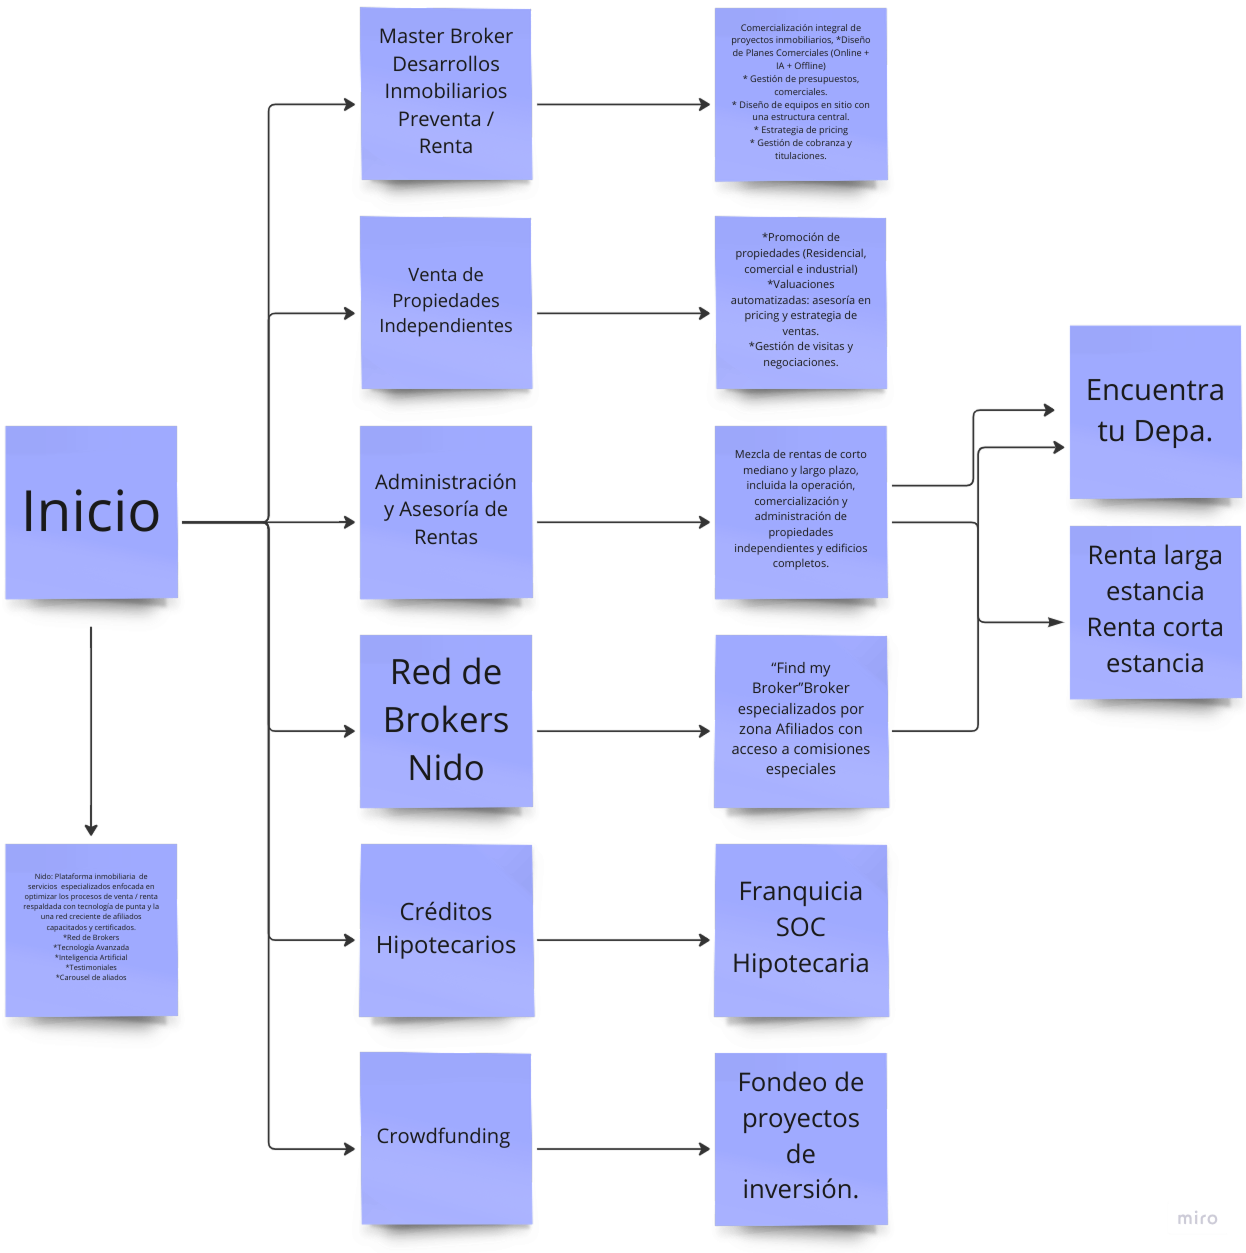 Master Broker
Desarrollos
Inmobiliarios
Preventa /
Renta
Comercialización integral de
proyectos inmobiliarios, *Diseño
de Planes Comerciales (Online +
IA + Offline)
* Gestión de presupuestos,
comerciales.
* Diseño de equipos en sitio con
una estructura central.
* Estrategia de pricing
* Gestión de cobranza y
titulaciones.
Venta de
Propiedades
Independientes
*Promoción de
propiedades (Residencial,
comercial e industrial)
*Valuaciones
automatizadas: asesoría en
pricing y estrategia de
ventas.
*Gestión de visitas y
negociaciones.
Encuentra
tu Depa.
Inicio
Administración
y Asesoría de
Rentas
Mezcla de rentas de corto
mediano y largo plazo,
incluida la operación,
comercialización y
administración de
propiedades
independientes y edificios
completos.
Renta larga
estancia
Renta corta
estancia
Red de
Brokers
Nido
“Find my
Broker”Broker
especializados por
zona Afiliados con
acceso a comisiones
especiales
Nido: Plataforma inmobiliaria  de
servicios  especializados enfocada en
optimizar los procesos de venta / renta
respaldada con tecnología de punta y la
una red creciente de afiliados
capacitados y certificados.
*Red de Brokers
*Tecnología Avanzada
*Inteligencia Artificial
*Testimoniales
*Carousel de aliados
Créditos
Hipotecarios
Franquicia
SOC
Hipotecaria
Crowdfunding
Fondeo de
proyectos
de
inversión.
miro